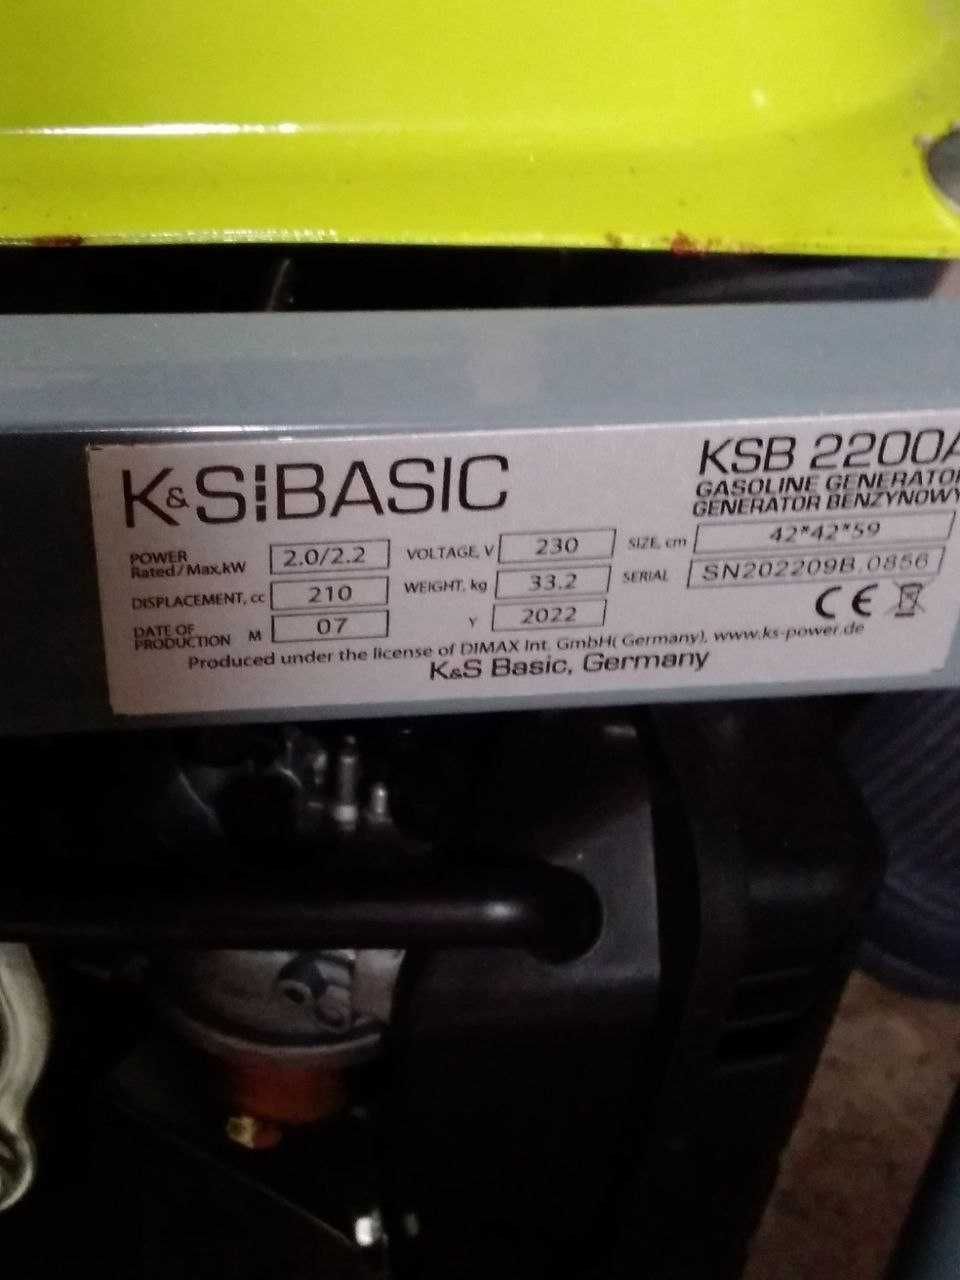 K&S BASIC
KSB 2200A
GASOLINE GENERATOR
GENERATOR BENZYNOWY
POWER Rated/Max,kW 2.0/2.2 VOLTAGE, V 230 SIZE, cm 42*42*59
DISPLACEMENT, cc 210 WEIGHT, kg 33.2 SERIAL SN202209B.0856
DATE OF PRODUCTION M 07 Y 2022 CE
Produced under the license of DIMAX Int. GmbH( Germany), www.ks-power.de
K&S Basic, Germany